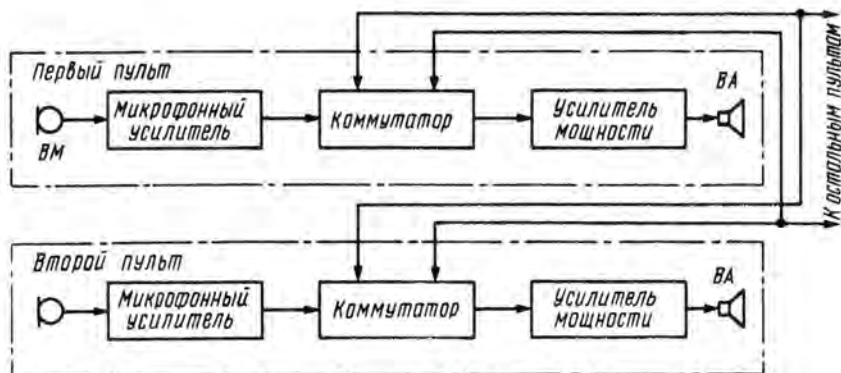 Первый пульт
ВМ
Микрофонный
усилитель
Коммутатор
Усилитель
мощности
ВА
К остальным пультам
Второй пульт
Микрофонный
усилитель
Коммутатор
Усилитель
мощности
ВА